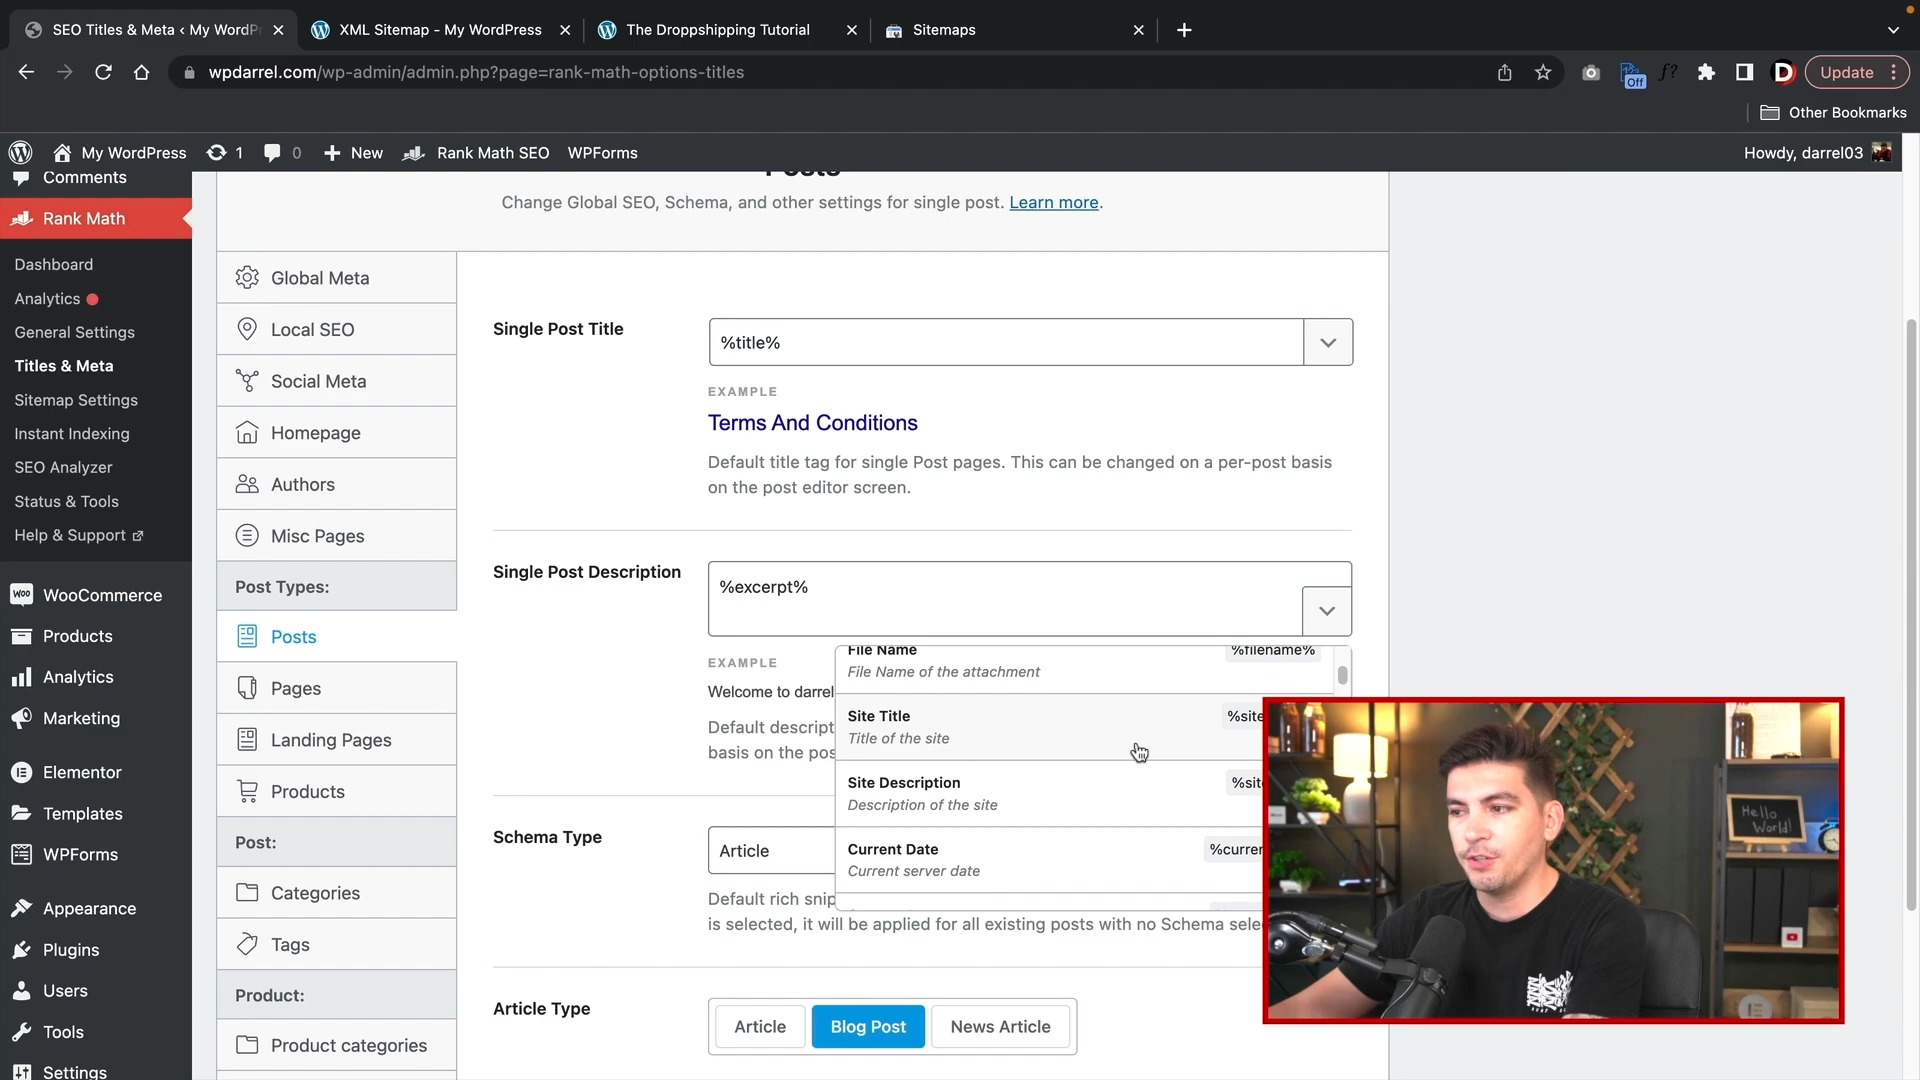 SEO Titles & Meta ‹ My WordP
XML Sitemap - My WordPress
The Droppshipping Tutorial
Sitemaps
wpdarrel.com/wp-admin/admin.php?page=rank-math-options-titles
Off
f?
D
Update
Other Bookmarks
My WordPress
1
0
New
Rank Math SEO
WPForms
Howdy, darrel03
Comments
Rank Math
Dashboard
Analytics
General Settings
Titles & Meta
Sitemap Settings
Instant Indexing
SEO Analyzer
Status & Tools
Help & Support
WooCommerce
Products
Analytics
Marketing
Elementor
Templates
WPForms
Appearance
Plugins
Users
Tools
Settings
Posts
Change Global SEO, Schema, and other settings for single post. Learn more.
Global Meta
Local SEO
Social Meta
Homepage
Authors
Misc Pages
Post Types:
Posts
Pages
Landing Pages
Products
Post:
Categories
Tags
Product:
Product categories
Single Post Title
%title%
EXAMPLE
Terms And Conditions
Default title tag for single Post pages. This can be changed on a per-post basis
on the post editor screen.
Single Post Description
%excerpt%
EXAMPLE
Welcome to darrel
Default descript
basis on the pos
File Name
%filename%
File Name of the attachment
Site Title
%site
Title of the site
Site Description
%sit
Description of the site
Current Date
%curren
Current server date
Schema Type
Article
Default rich snip
is selected, it will be applied for all existing posts with no Schema sele
Article Type
Article
Blog Post
News Article
Hello
World!